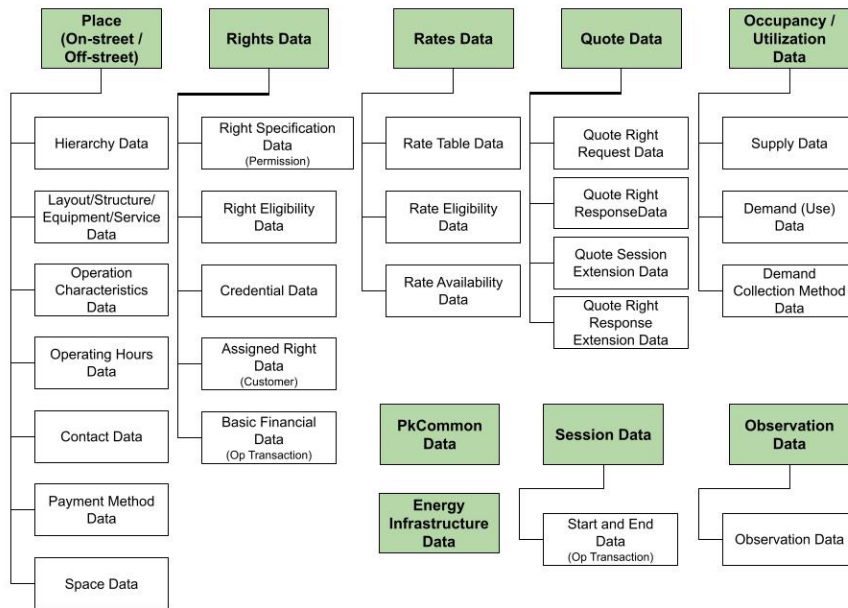 Place
(On-street /
Off-street)
Hierarchy Data
Layout/Structure/
Equipment/Service
Data
Operation
Characteristics
Data
Operating Hours
Data
Contact Data
Payment Method
Data
Space Data
Rights Data
Right Specification
Data
(Permission)
Right Eligibility
Data
Credential Data
Assigned Right
Data
(Customer)
Basic Financial
Data
(Op Transaction)
Rates Data
Rate Table Data
Rate Eligibility
Data
Rate Availability
Data
Quote Data
Quote Right
Request Data
Quote Right
ResponseData
Quote Session
Extension Data
Quote Right
Response
Extension Data
Occupancy /
Utilization
Data
Supply Data
Demand (Use)
Data
Demand
Collection Method
Data
PkCommon
Data
Energy
Infrastructure
Data
Session Data
Start and End
Data
(Op Transaction)
Observation
Data
Observation Data